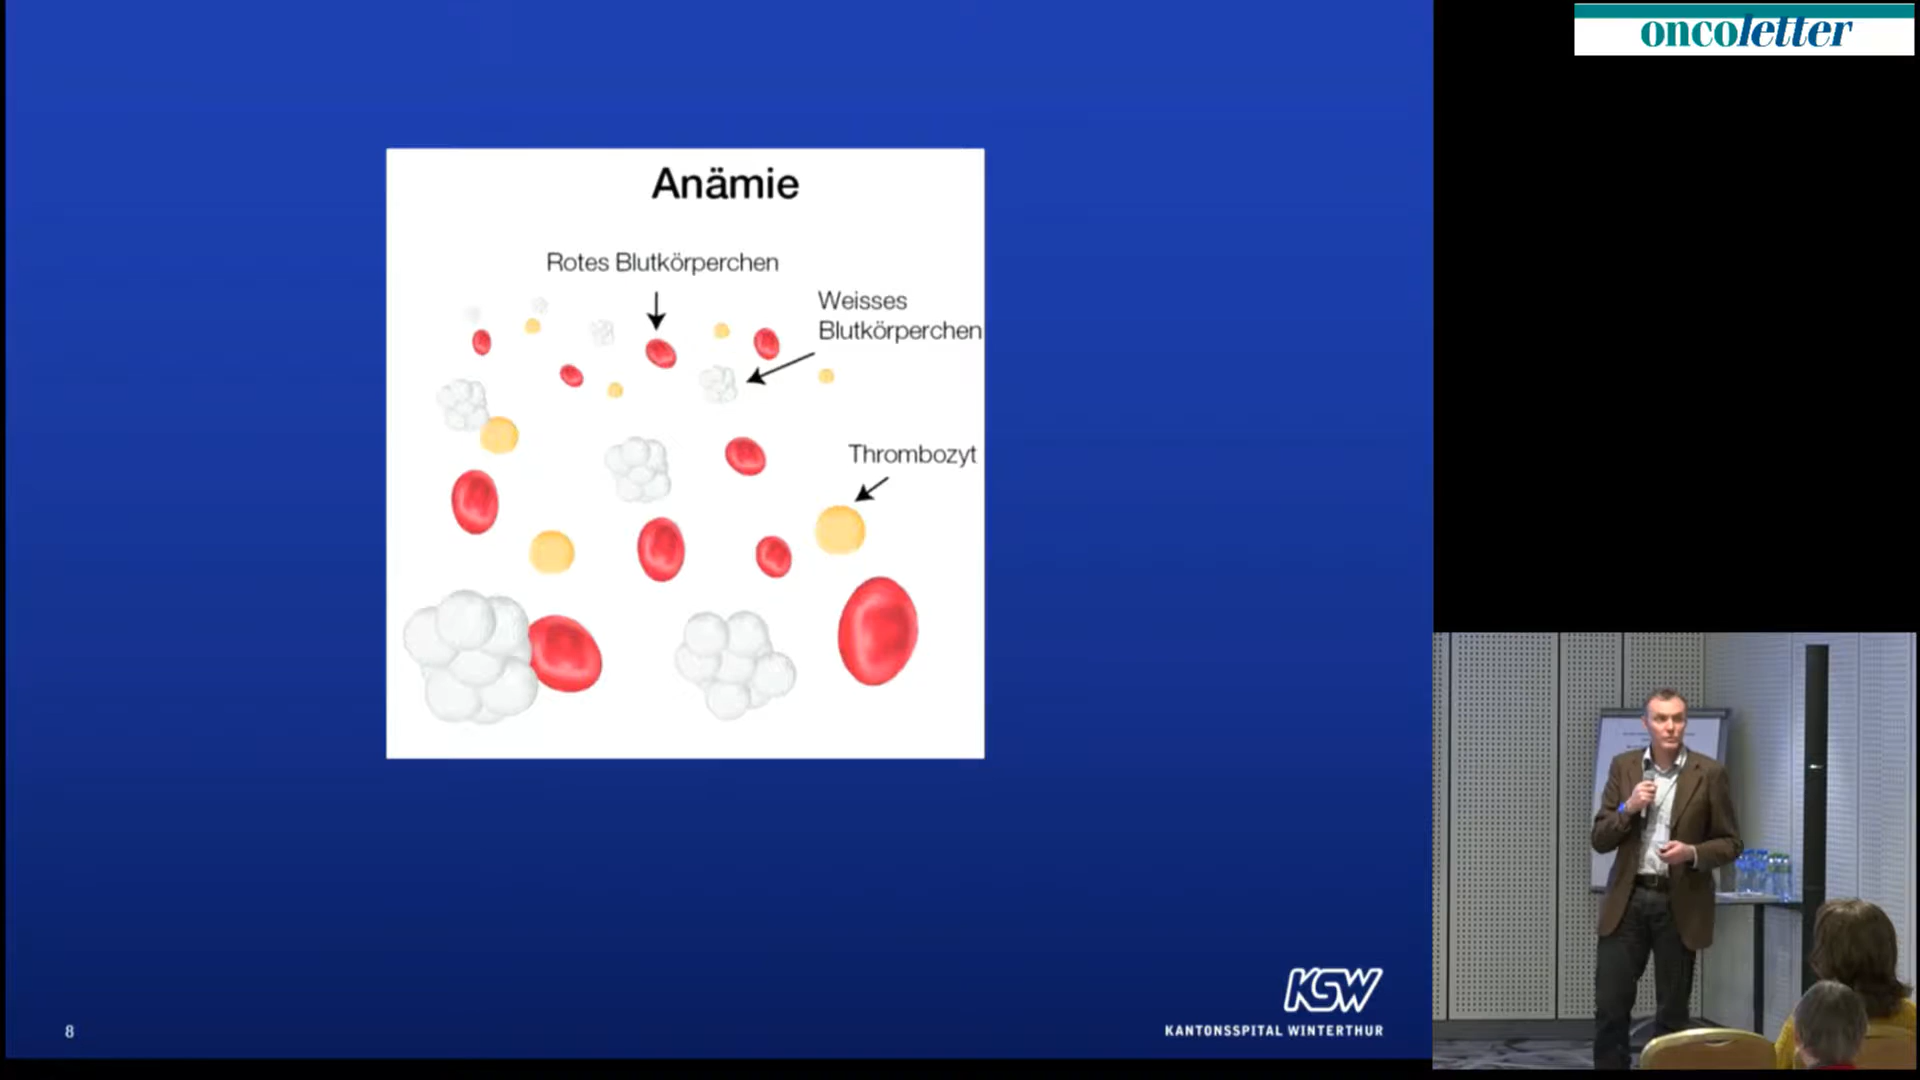 oncoletter
Anämie
Rotes Blutkörperchen
Weisses
Blutkörperchen
Thrombozyt
KSW
KANTONSSPITAL WINTERTHUR
8